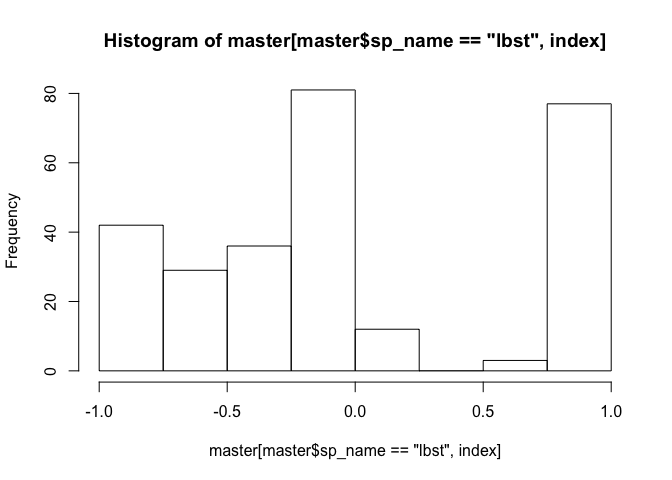 Histogram of master[master$sp_name == "lbst", index]
Frequency
80
60
40
20
0
-1.0 -0.5 0.0 0.5 1.0
master[master$sp_name == "lbst", index]